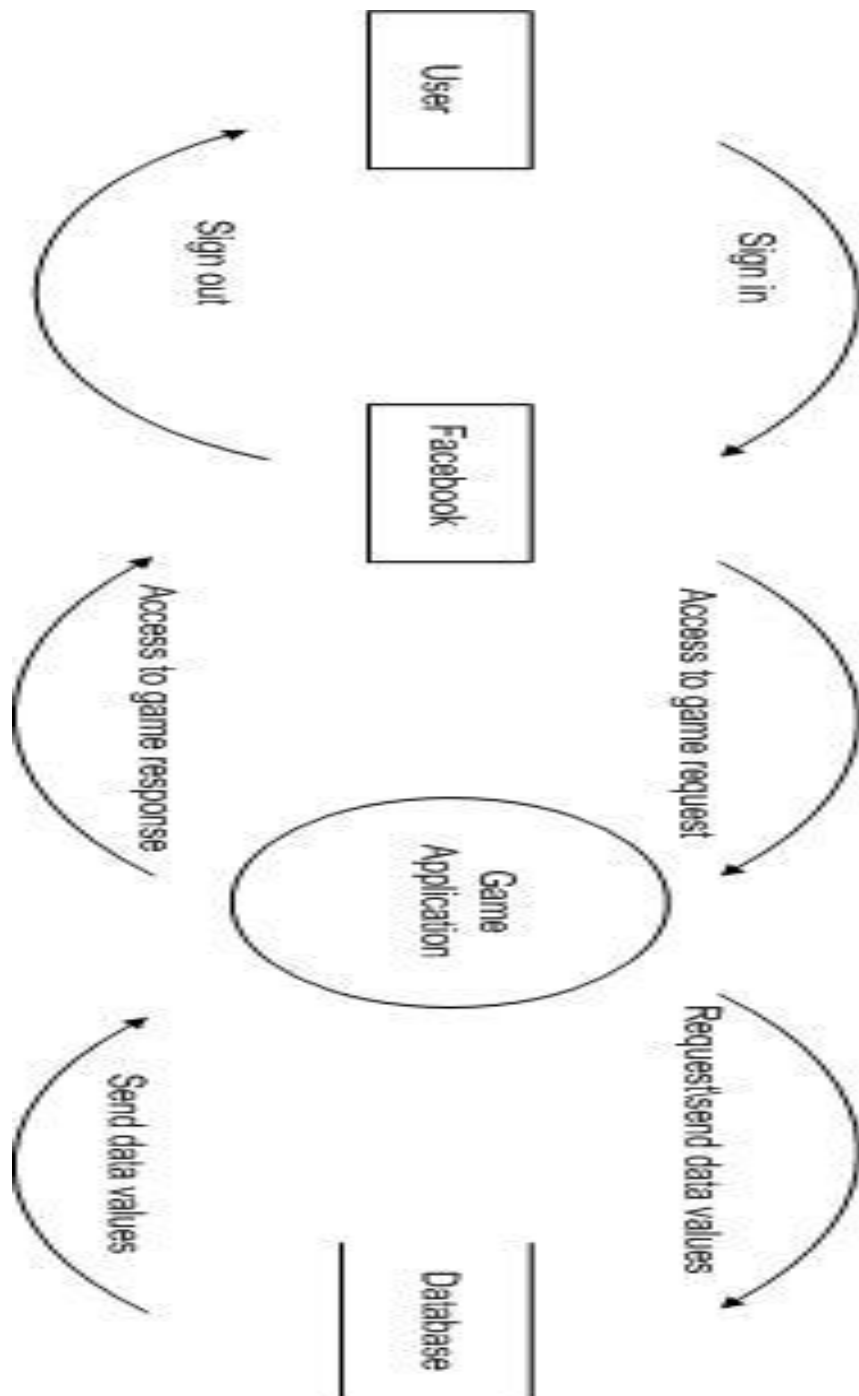 Sign in
Access to game request
Request\send data values
User
Facebook
Game
Application
Database
Sign out
Access to game response
Send data values